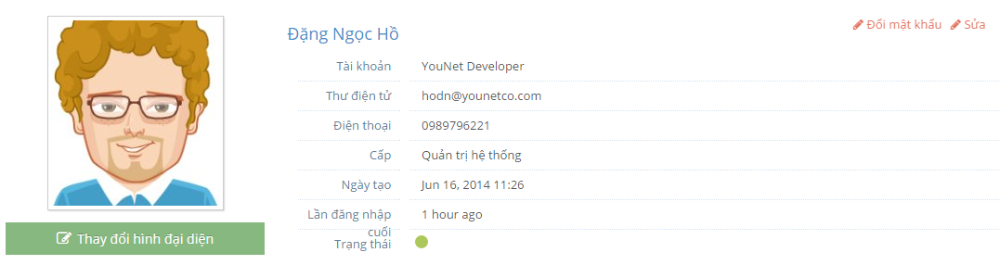 Đặng Ngọc Hồ
Đổi mật khẩu Sửa
Tài khoản YouNet Developer
Thư điện tử hodn@younetco.com
Điện thoại 0989796221
Cấp Quản trị hệ thống
Ngày tạo Jun 16, 2014 11:26
Lần đăng nhập 1 hour ago
cuối
Trạng thái
Thay đổi hình đại diện